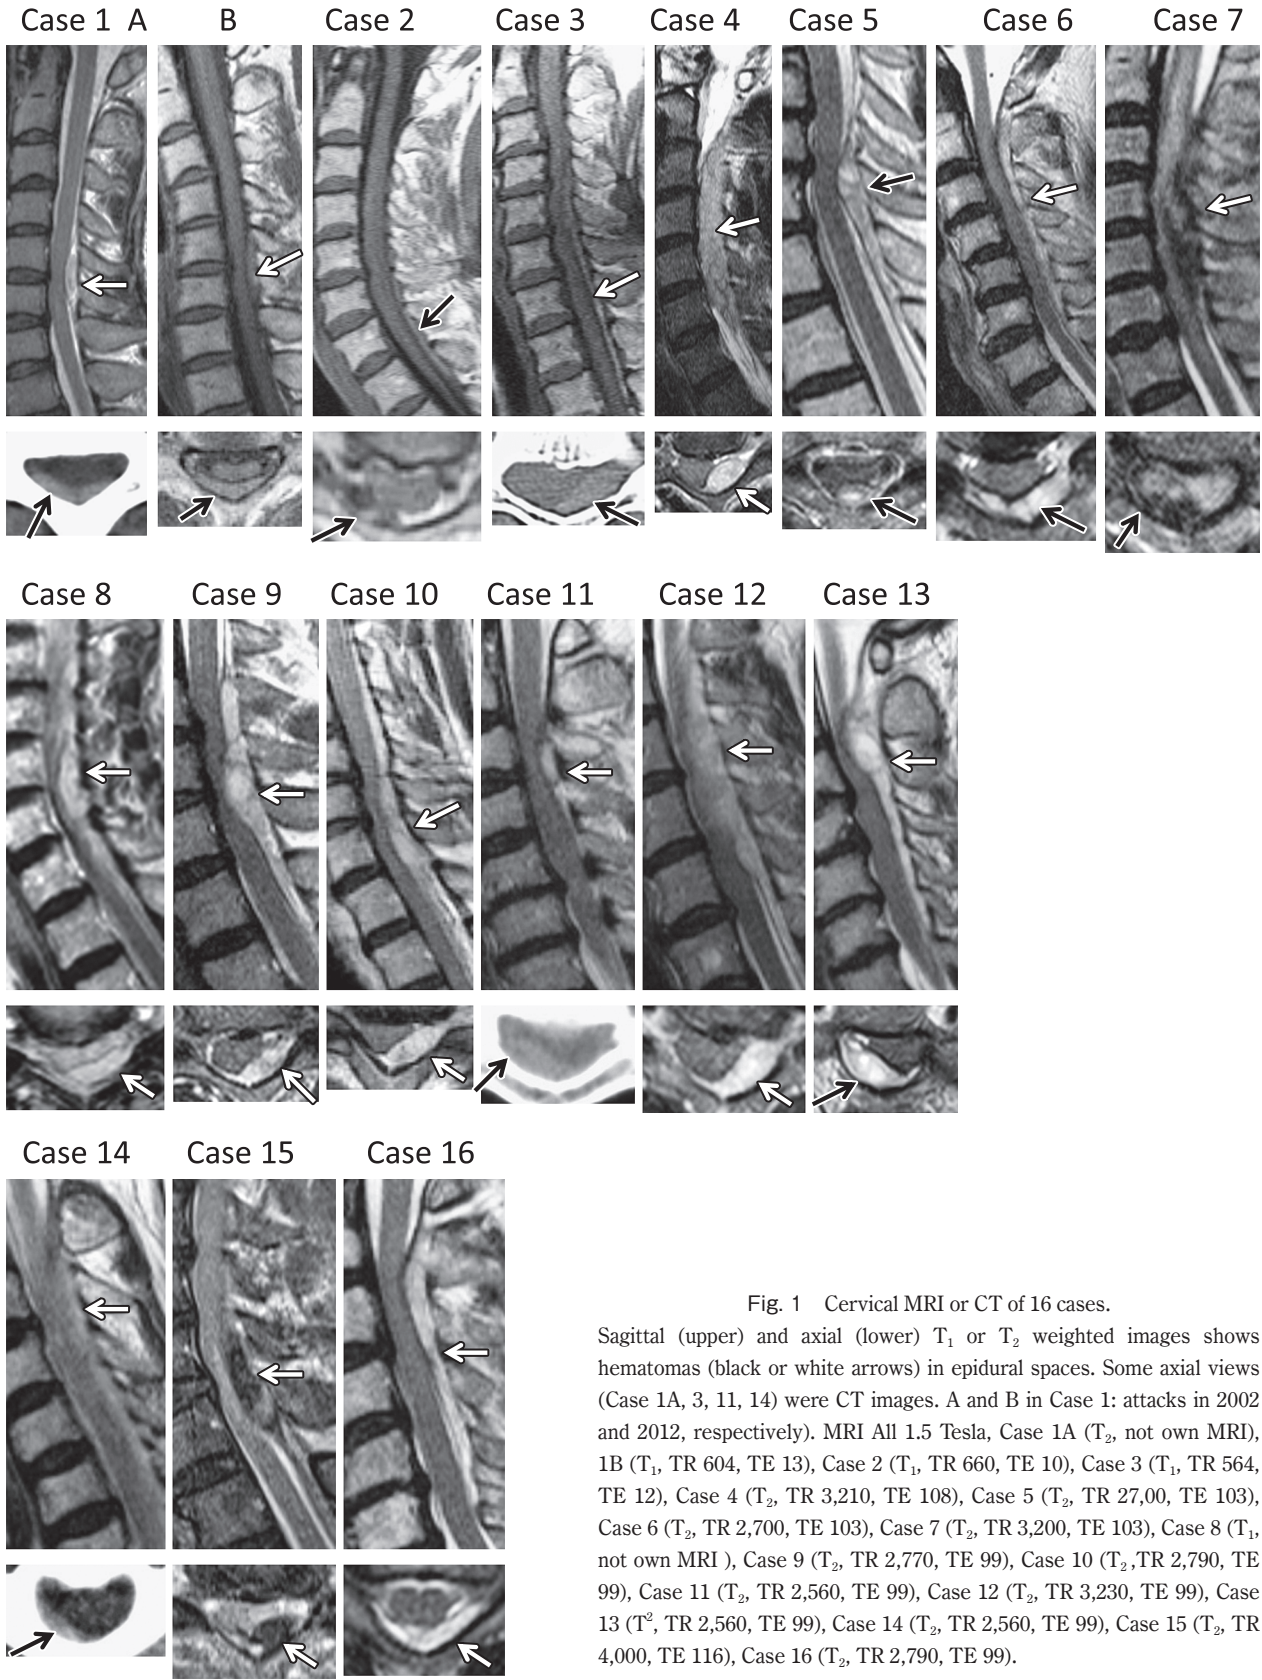 Case 1 A B Case 2 Case 3 Case 4 Case 5 Case 6 Case 7
Case 8 Case 9 Case 10 Case 11 Case 12 Case 13
Case 14 Case 15 Case 16
Fig. 1 Cervical MRI or CT of 16 cases.
Sagittal (upper) and axial (lower) T₁ or T₂ weighted images shows
hematomas (black or white arrows) in epidural spaces. Some axial views
(Case 1A, 3, 11, 14) were CT images. A and B in Case 1: attacks in 2002
and 2012, respectively). MRI All 1.5 Tesla, Case 1A (T₂, not own MRI),
1B (T₁, TR 604, TE 13), Case 2 (T₁, TR 660, TE 10), Case 3 (T₁, TR 564,
TE 12), Case 4 (T₂, TR 3,210, TE 108), Case 5 (T₂, TR 27,00, TE 103),
Case 6 (T₂, TR 2,700, TE 103), Case 7 (T₂, TR 3,200, TE 103), Case 8 (T₁,
not own MRI ), Case 9 (T₂, TR 2,770, TE 99), Case 10 (T₂ ,TR 2,790, TE
99), Case 11 (T₂, TR 2,560, TE 99), Case 12 (T₂, TR 3,230, TE 99), Case
13 (T², TR 2,560, TE 99), Case 14 (T₂, TR 2,560, TE 99), Case 15 (T₂, TR
4,000, TE 116), Case 16 (T₂, TR 2,790, TE 99).